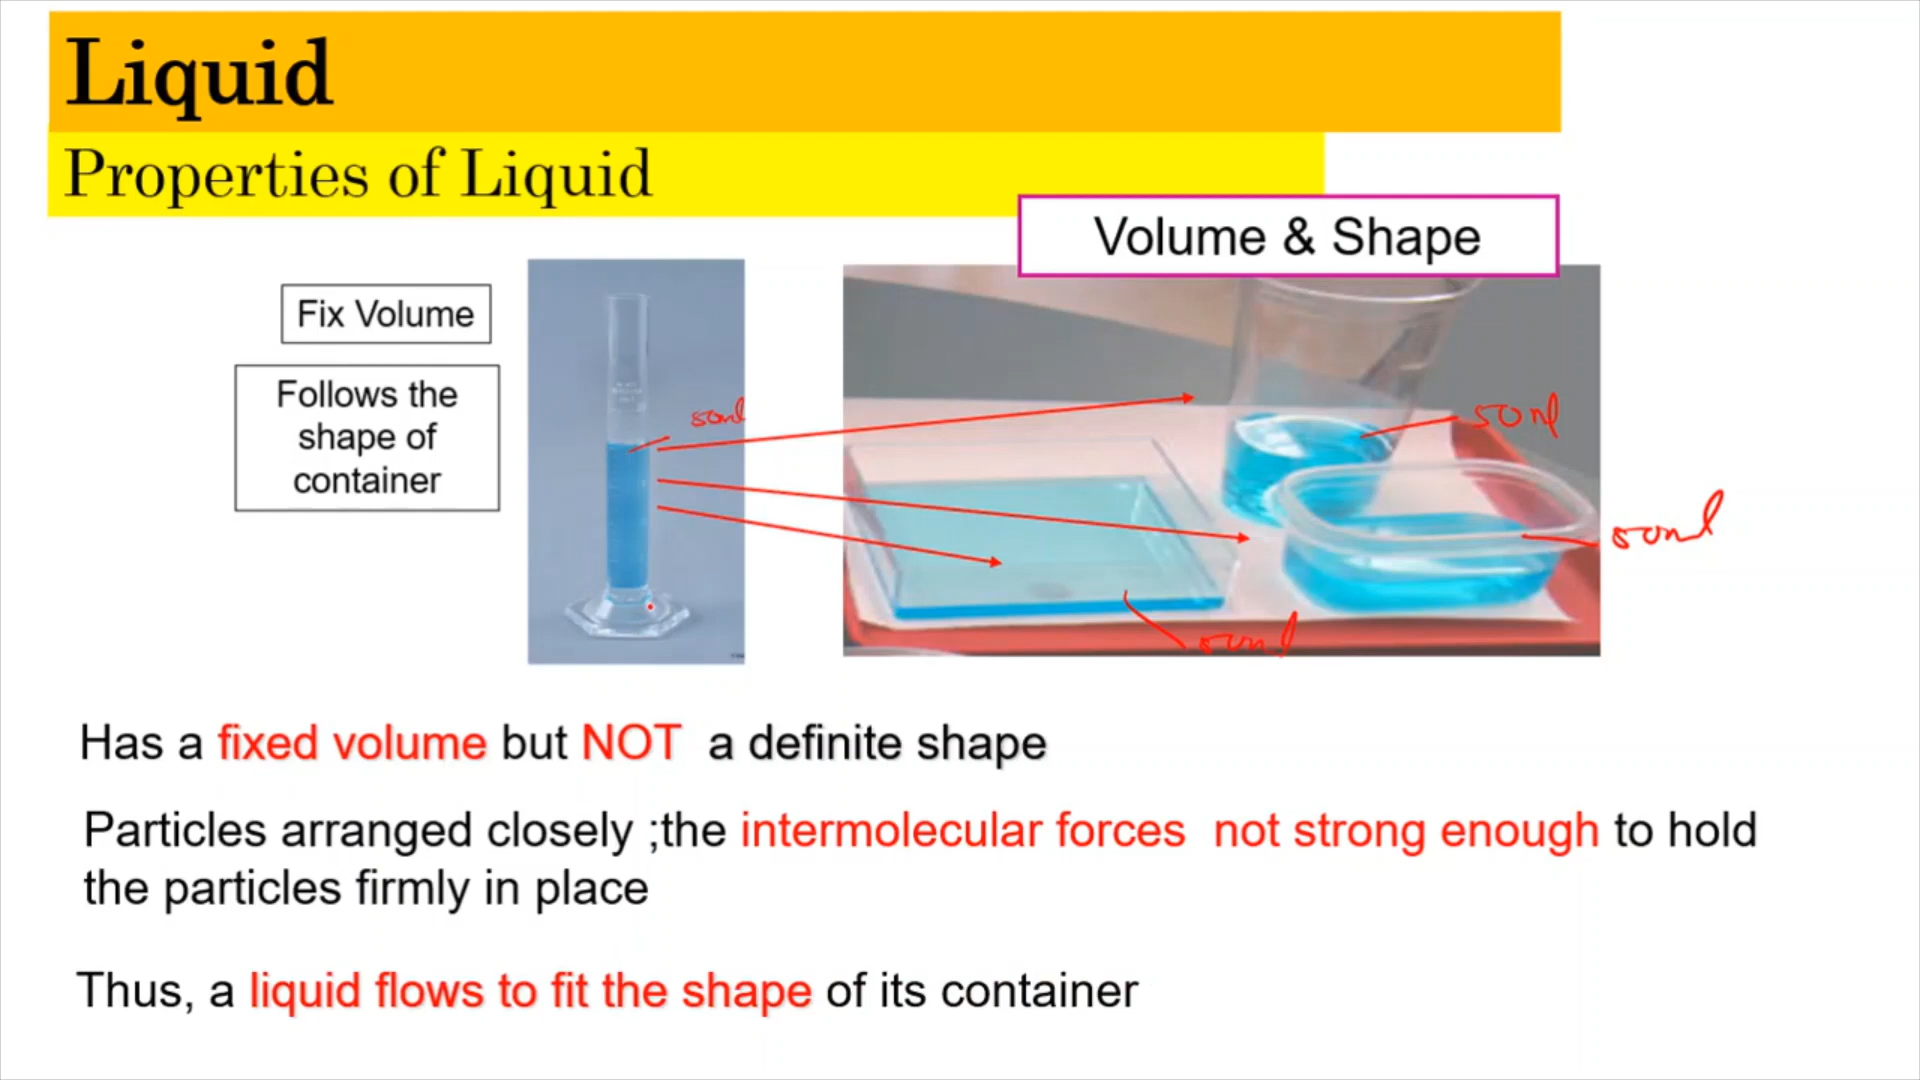 Liquid
Properties of Liquid
Volume & Shape
Fix Volume
Follows the
shape of
container
50ml
50ml
50ml
50ml
Has a fixed volume but NOT a definite shape
Particles arranged closely ;the intermolecular forces not strong enough to hold
the particles firmly in place
Thus, a liquid flows to fit the shape of its container